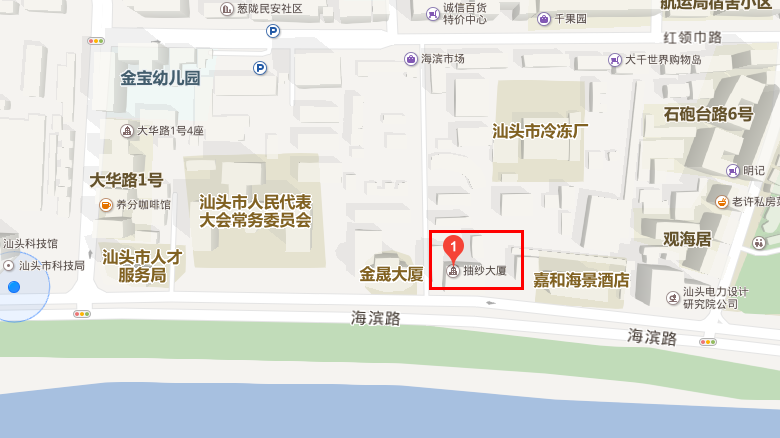 葱陇民安社区
诚信百货
特价中心
千果园
航运局宿舍小区
P
红领巾路
海滨市场
大千世界购物岛
P
金宝幼儿园
石砲台路6号
大华路1号4座
汕头市冷冻厂
明记
大华路1号
养分咖啡馆
汕头市人民代表
大会常务委员会
老许私房菜
汕头科技馆
汕头市科技局
汕头市人才
服务局
观海居
1
金晟大厦
抽纱大厦
嘉和海景酒店
汕头电力设计
研究院公司
海滨路
海滨路